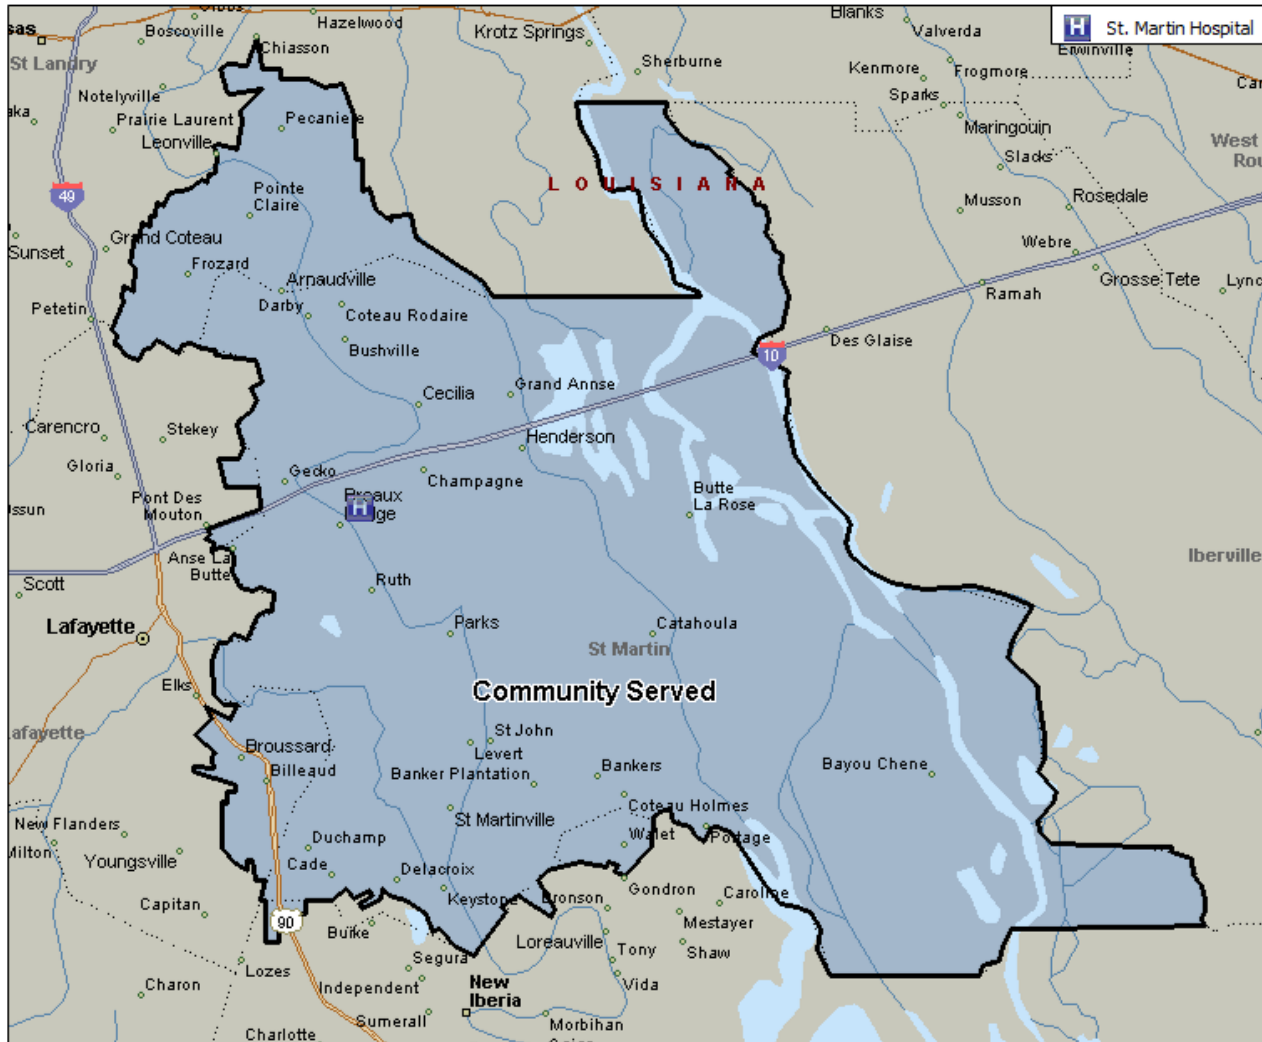 Hazelwood
Boscoville
Chiasson
St Landry
Notelyville
Prairie Laurent
Leonville
Pecaniere
Krotz Springs
Sherburne
Blanks
Valverda
H St. Martin Hospital
Erwinville
Kenmore
Frogmore
Sparks
Maringouin
Slacks
West
LOUISIANA
49
Pointe
Claire
Musson
Rosedale
Grand Coteau
Sunset
Frozard
Webre
Arnaudville
Grosse Tete
Ramah
Petetin
Darby
Coteau Rodaire
Bushville
10
Des Glaise
Cecilia
Grand Annse
Carencro
Stekey
Henderson
Gloria
Gecko
Champagne
Pont Des
Mouton
Breaux
H
Butte
La Rose
Anse La
Butte
Iberville
Scott
Ruth
Lafayette
Parks
Catahoula
St Martin
Elks
Community Served
St John
Levert
Broussard
Billeaud
Banker Plantation
Bankers
Bayou Chene
Coteau Holmes
New Flanders
Milton
St Martinville
Walet
Portage
Youngsville
Duchamp
Cade
Delacroix
Keystone
Gondron
Bronson
Caroline
Capitan
90
Burke
Mestayer
Loreauville
Tony
Shaw
Lozes
Segura
Independent
New
Iberia
Vida
Charon
Sumerall
Morbihan
Charlotte